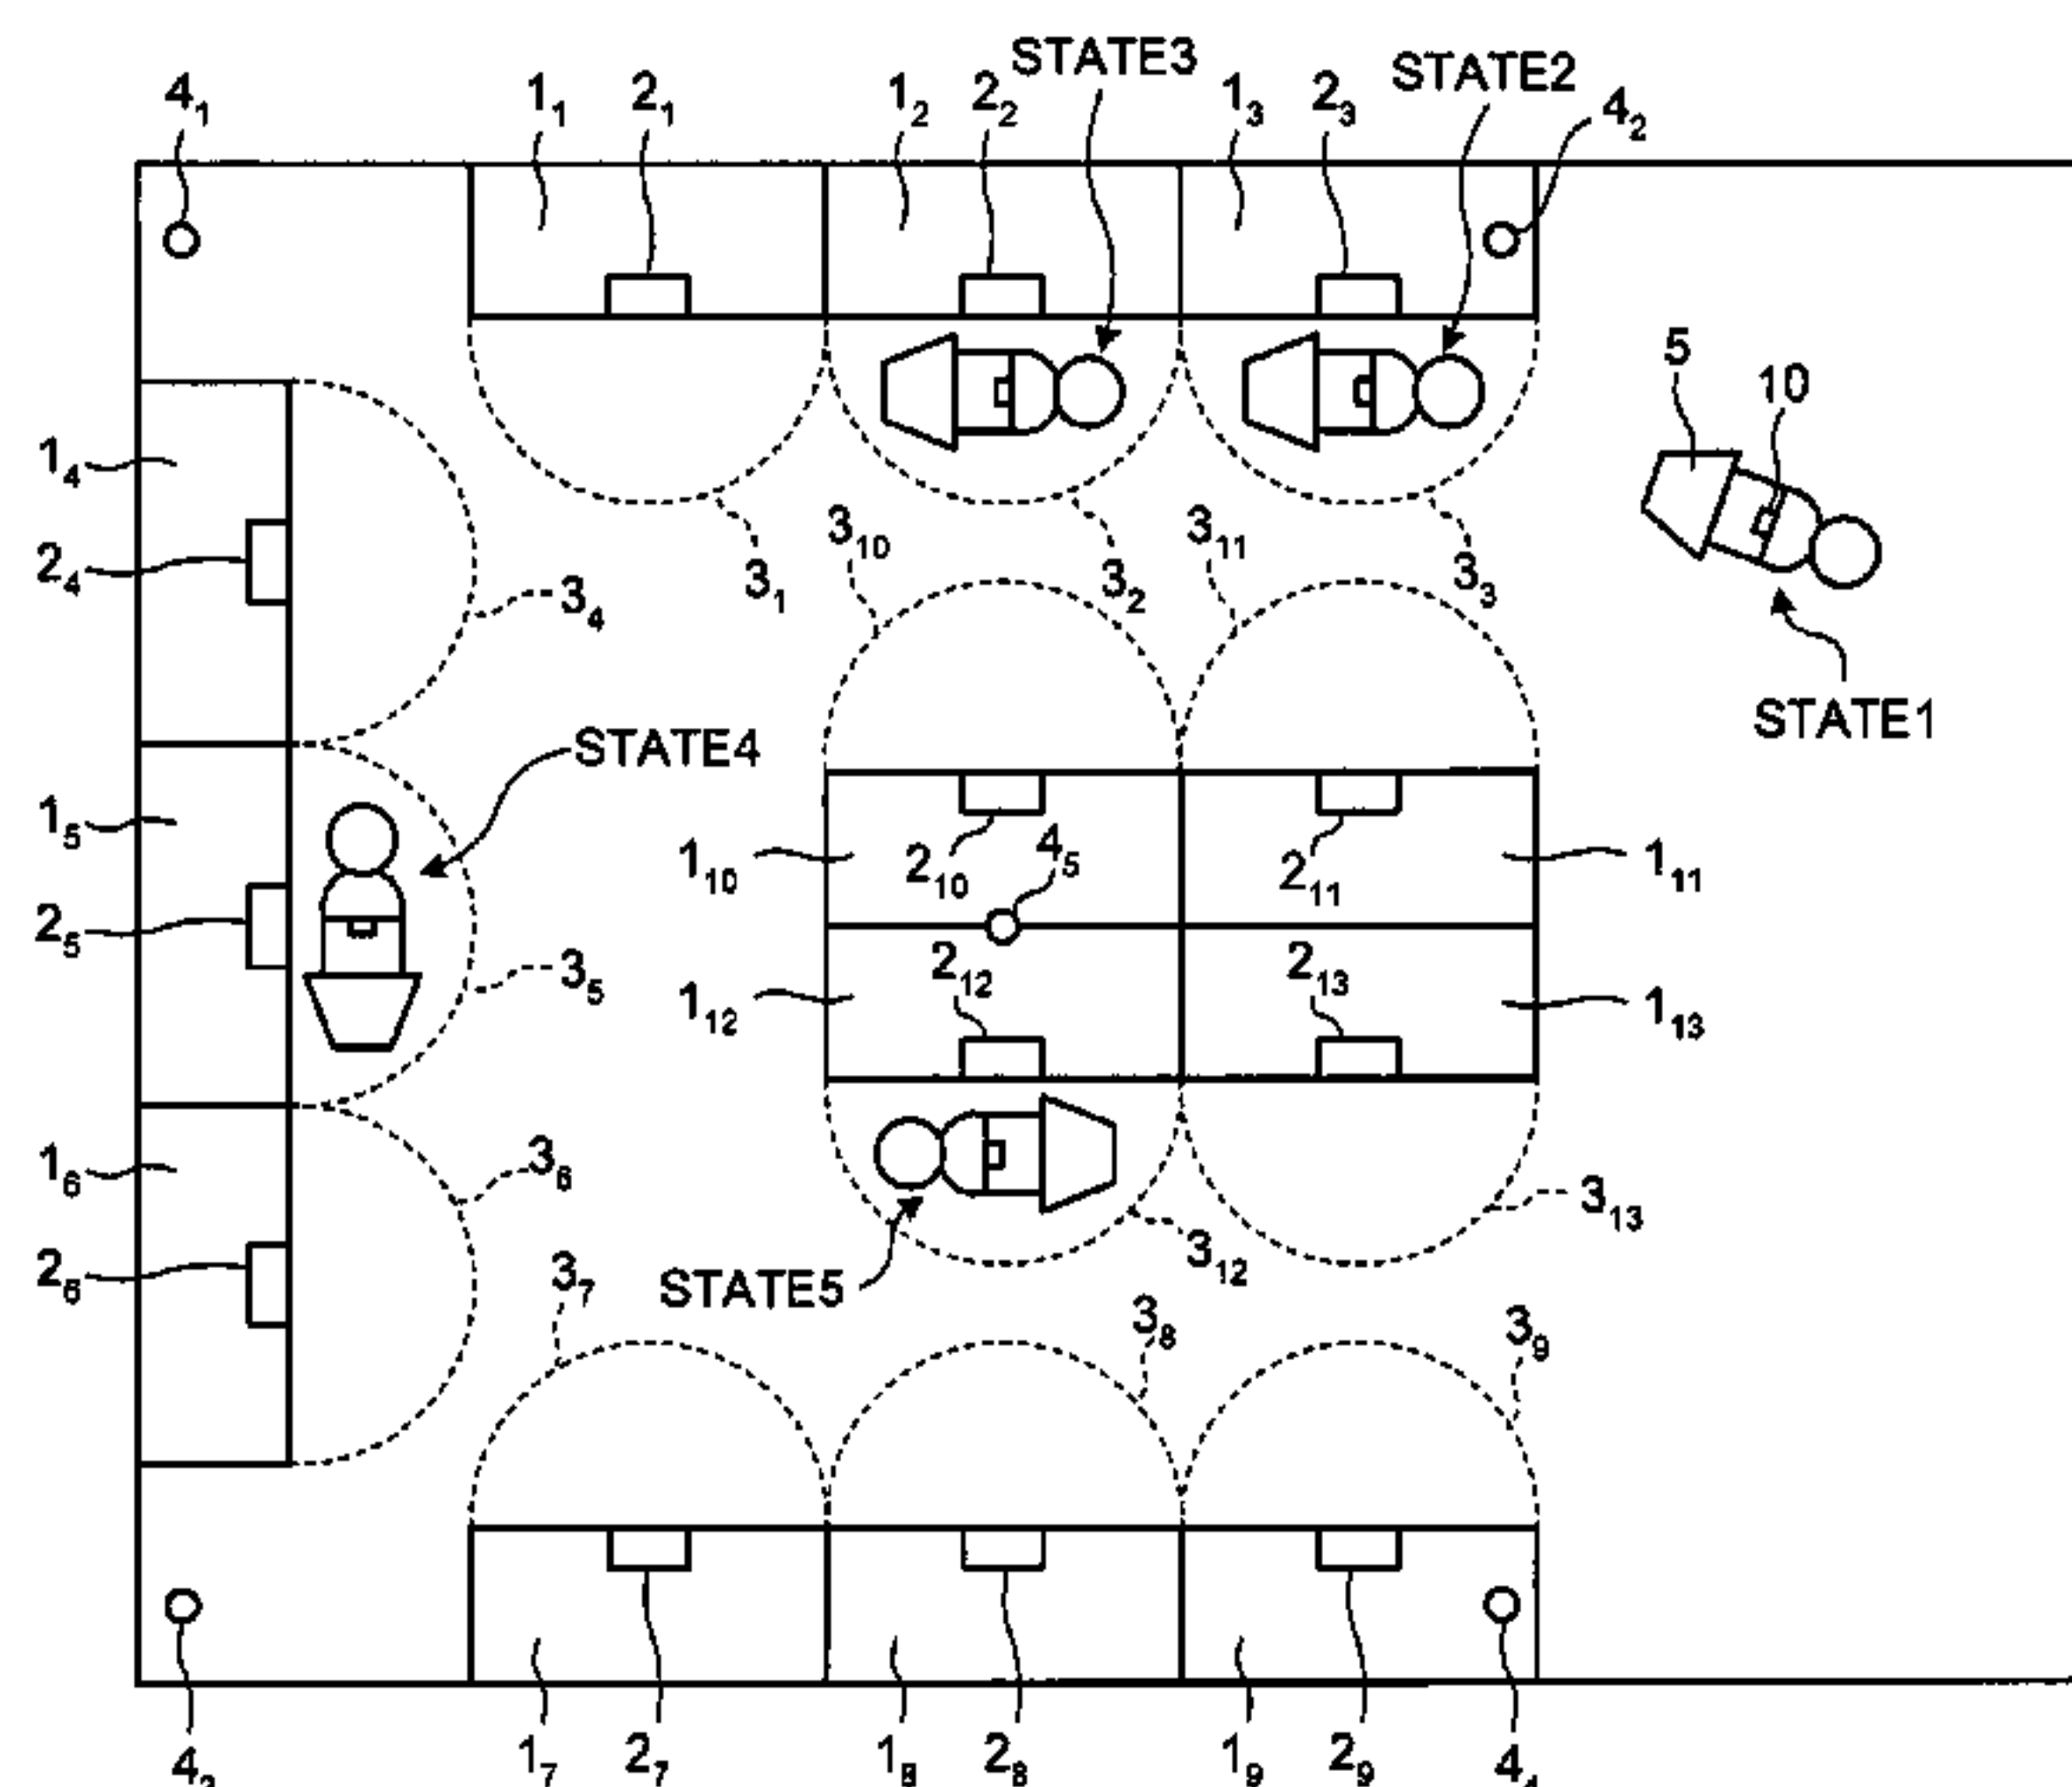 STATE3
STATE2
4₁ 1₁ 2₁ 1₂ 2₂ 1₃ 2₃ 4₂
5
10
1₄
3₁₀ 3₁₁
2₄ 3₄ 3₁ 3₂ 3₃
STATE1
STATE4
1₅
1₁₀ 2₁₀ 4₅ 2₁₁ 1₁₁
2₅ 3₅ 2₁₂ 2₁₃
1₁₂ 1₁₃
1₆ 3₆
3₁₃
2₆ 3₇ STATE5 3₁₂
3₈ 3₉
1₇ 2₇ 1₈ 2₈ 1₉ 2₉